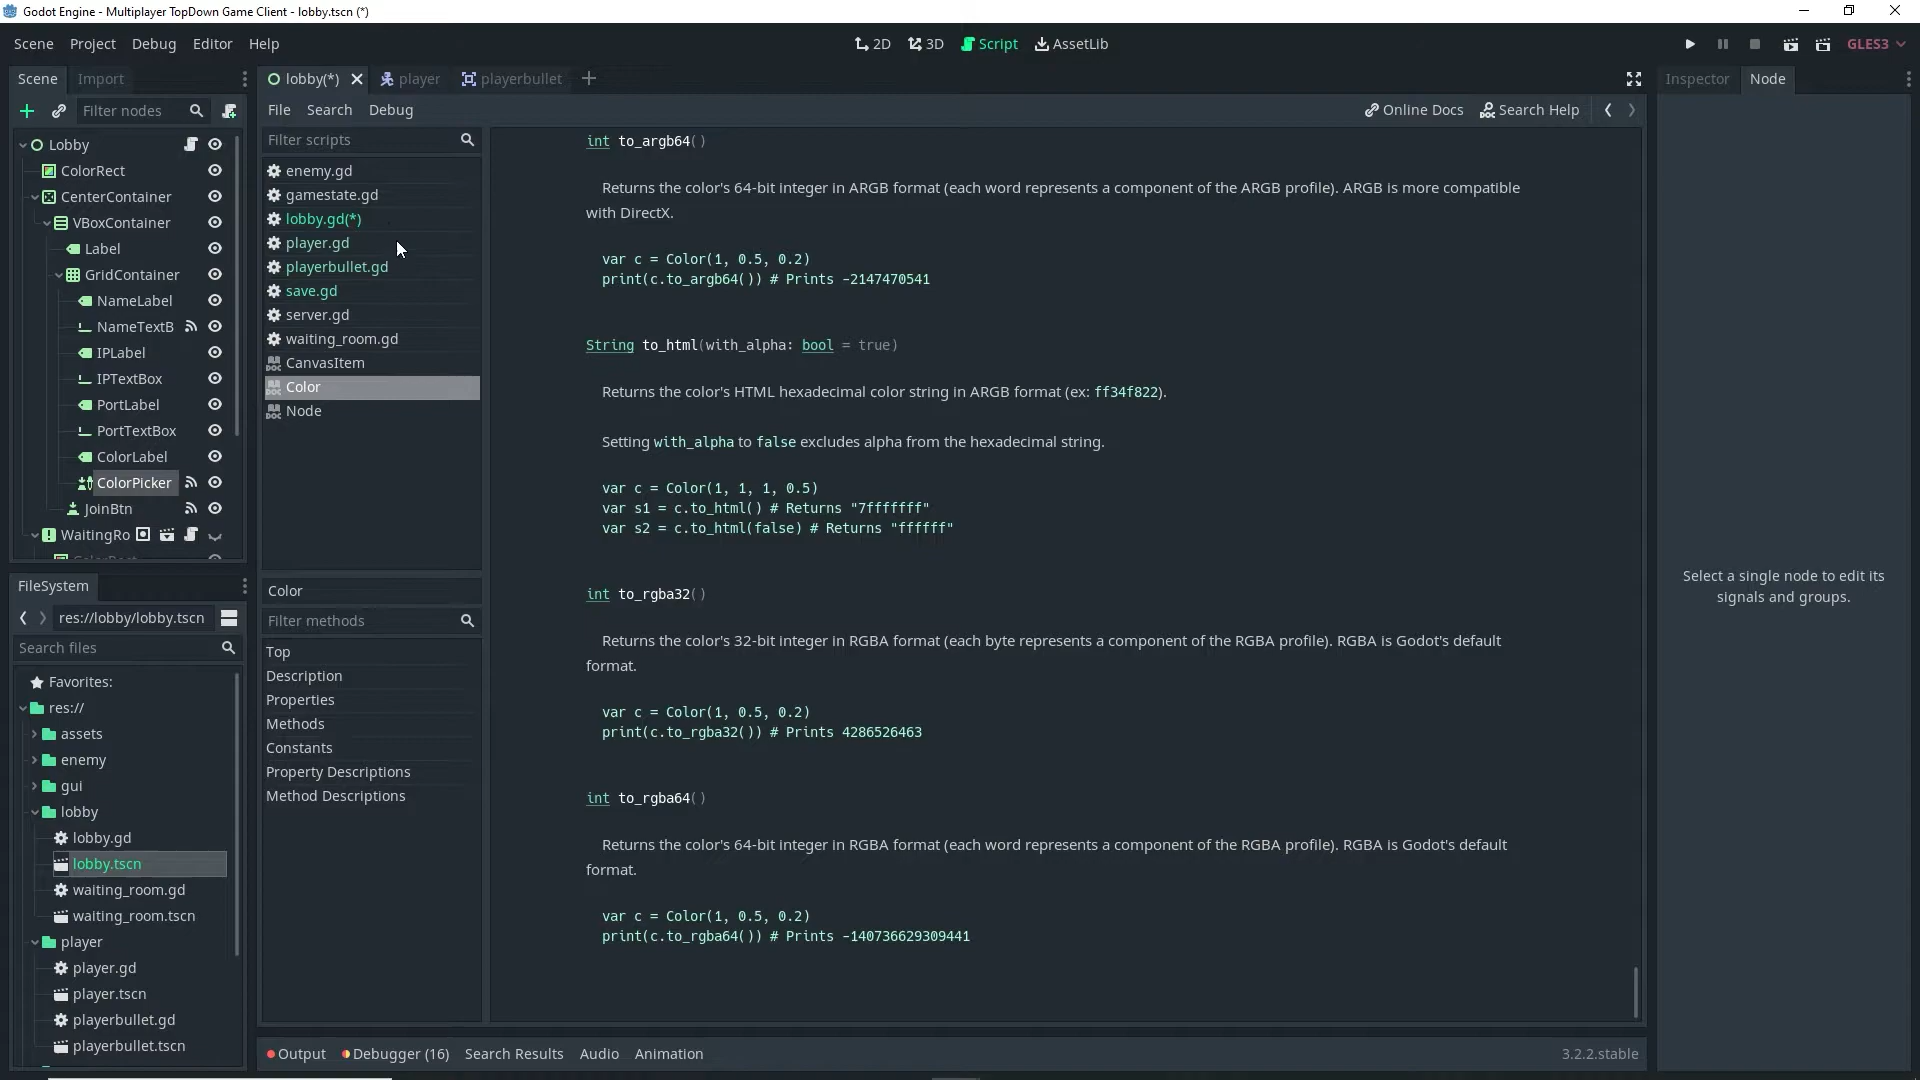 Godot Engine - Multiplayer TopDown Game Client - lobby.tscn (*)
Scene Project Debug Editor Help
2D 3D Script AssetLib
GLES3
Scene Import
lobby(*) player playerbullet
Inspector Node
Filter nodes
File Search Debug
Online Docs Search Help
Lobby
ColorRect
CenterContainer
VBoxContainer
Label
GridContainer
NameLabel
NameTextB
IPLabel
IPTextBox
PortLabel
PortTextBox
ColorLabel
ColorPicker
JoinBtn
WaitingRo
ColorRect
Filter scripts
enemy.gd
gamestate.gd
lobby.gd(*)
player.gd
playerbullet.gd
save.gd
server.gd
waiting_room.gd
CanvasItem
Color
Node
Color
Filter methods
Top
Description
Properties
Methods
Constants
Property Descriptions
Method Descriptions
int to_argb64()
Returns the color's 64-bit integer in ARGB format (each word represents a component of the ARGB profile). ARGB is more compatible
with DirectX.
var c = Color(1, 0.5, 0.2)
print(c.to_argb64()) # Prints -2147470541
String to_html(with_alpha: bool = true)
Returns the color's HTML hexadecimal color string in ARGB format (ex: ff34f822).
Setting with_alpha to false excludes alpha from the hexadecimal string.
var c = Color(1, 1, 1, 0.5)
var s1 = c.to_html() # Returns "7fffffff"
var s2 = c.to_html(false) # Returns "ffffff"
int to_rgba32()
Returns the color's 32-bit integer in RGBA format (each byte represents a component of the RGBA profile). RGBA is Godot's default
format.
var c = Color(1, 0.5, 0.2)
print(c.to_rgba32()) # Prints 4286526463
int to_rgba64()
Returns the color's 64-bit integer in RGBA format (each word represents a component of the RGBA profile). RGBA is Godot's default
format.
var c = Color(1, 0.5, 0.2)
print(c.to_rgba64()) # Prints -140736629309441
Select a single node to edit its
signals and groups.
FileSystem
res://lobby/lobby.tscn
Search files
Favorites:
res://
assets
enemy
gui
lobby
lobby.gd
lobby.tscn
waiting_room.gd
waiting_room.tscn
player
player.gd
player.tscn
playerbullet.gd
playerbullet.tscn
Output Debugger (16) Search Results Audio Animation
3.2.2.stable